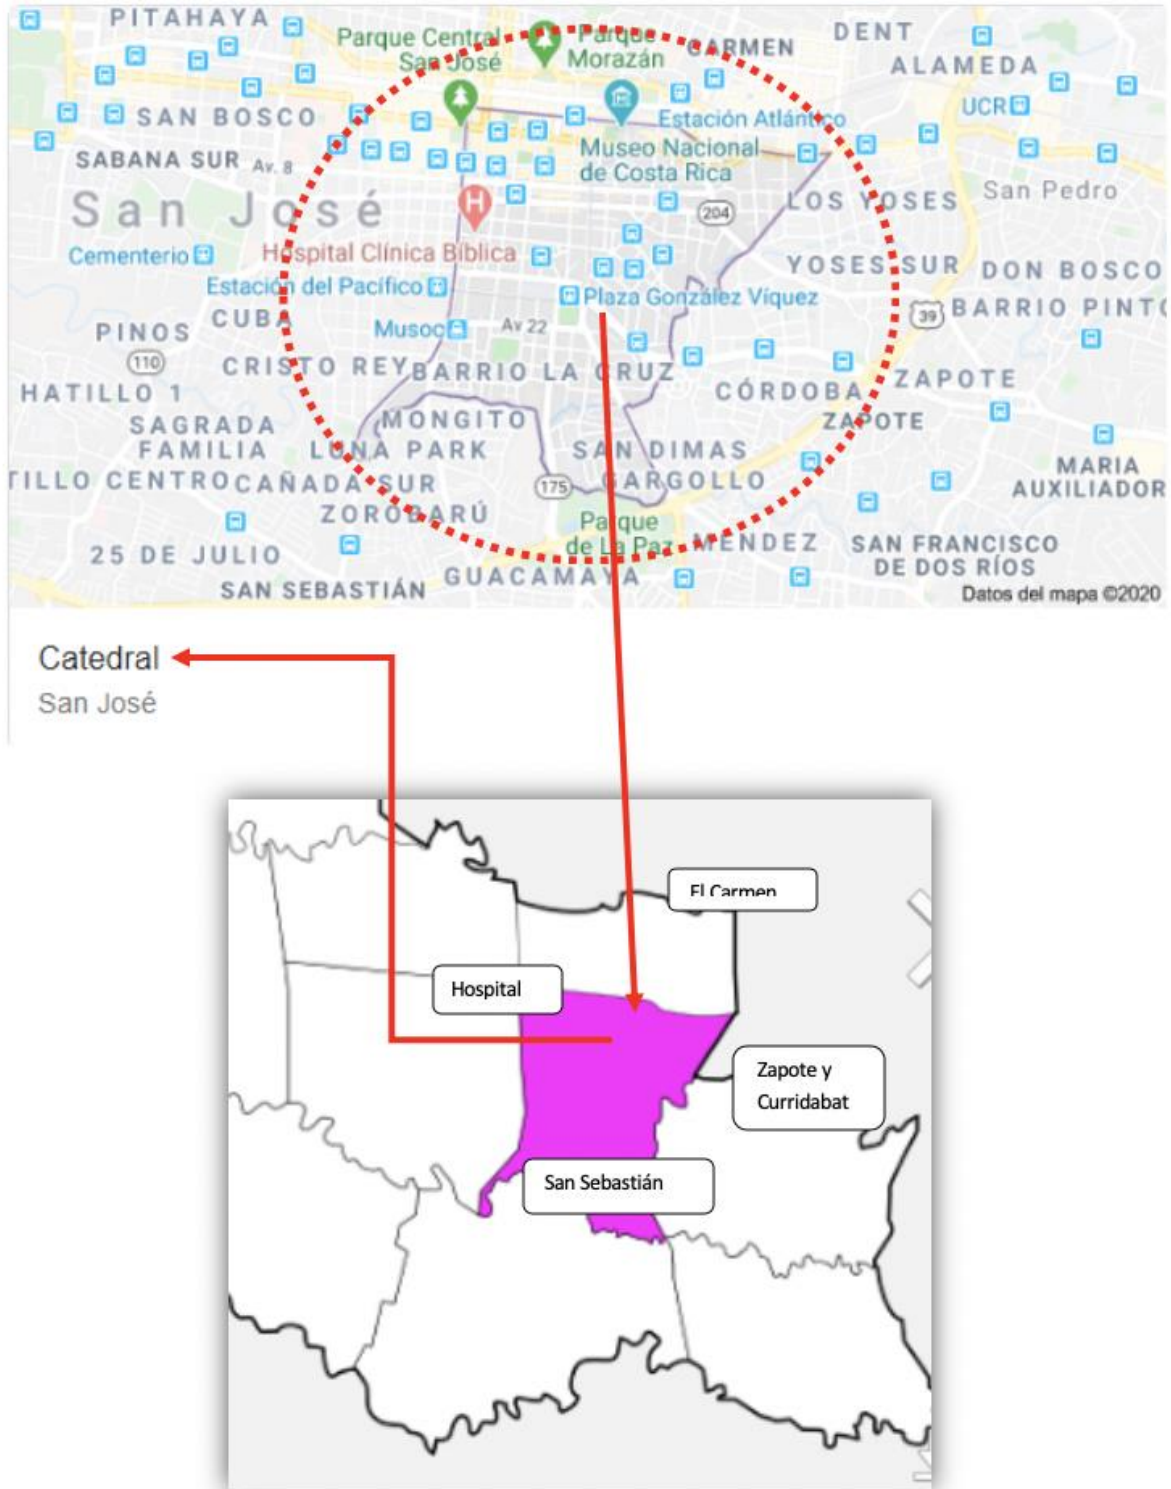 PITAHAYA
Parque Central
San José
Parque
Morazán
CARMEN
DENT
ALAMEDA
SAN BOSCO
Estación Atlántico
UCR
SABANA SUR
Av. 8
Museo Nacional
de Costa Rica
San José
204
LOS YOSES
San Pedro
Cementerio
Hospital Clínica Bíblica
YOSES SUR
DON BOSCO
Estación del Pacífico
Plaza González Víquez
CUBA
39
BARRIO PINTO
PINOS
Musoc
Av 22
110
CRISTO REY
BARRIO LA CRUZ
HATILLO 1
CÓRDOBA
ZAPOTE
MONGITO
ZAPOTE
SAGRADA
FAMILIA
LUNA PARK
SAN DIMAS
MARIA
AUXILIADOR
TILLO CENTRO
CAÑADA SUR
175
GARGOLLO
ZOROBARÚ
Parque
de La Paz
MENDEZ
SAN FRANCISCO
DE DOS RÍOS
25 DE JULIO
GUACAMAYA
SAN SEBASTIÁN
Datos del mapa ©2020
Catedral
San José
El Carmen
Hospital
Zapote y
Curridabat
San Sebastián